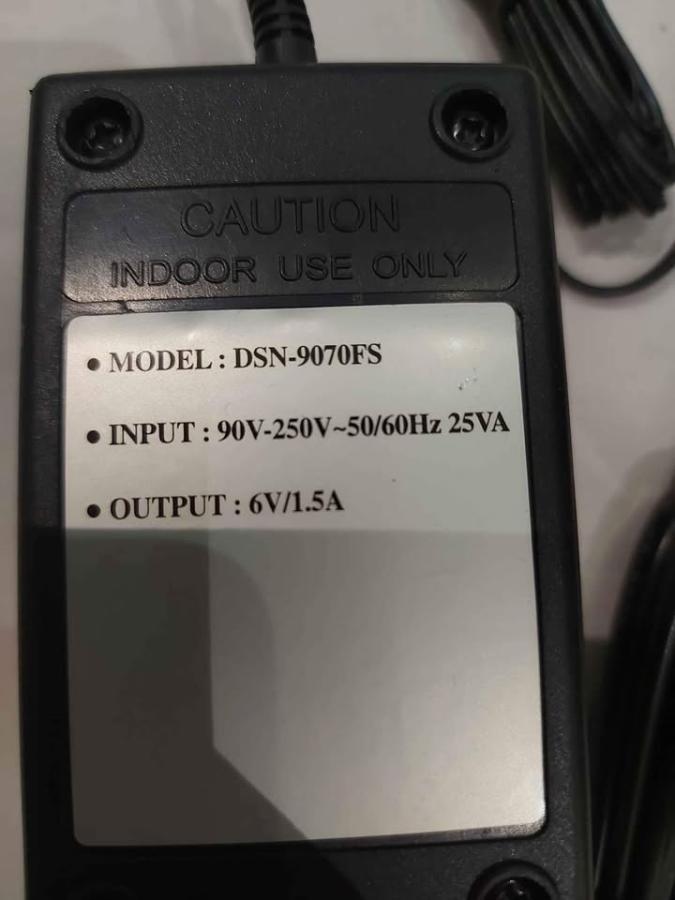 CAUTION
INDOOR USE ONLY
• MODEL : DSN-9070FS
• INPUT : 90V-250V~50/60Hz 25VA
• OUTPUT : 6V/1.5A